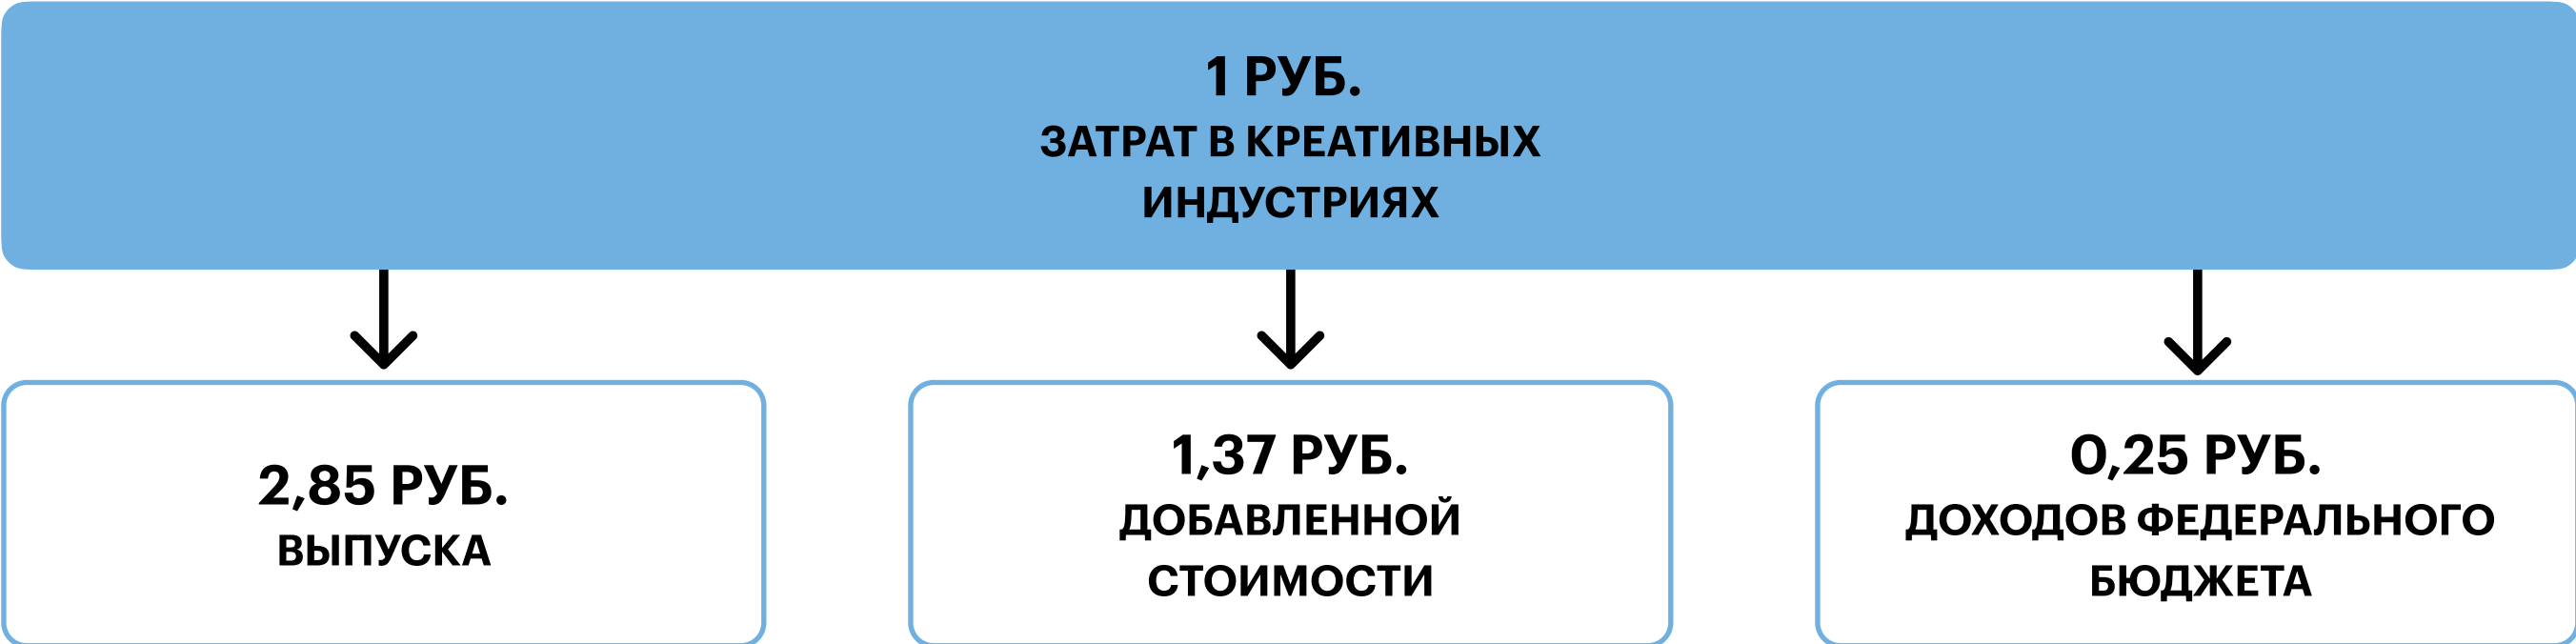 1 РУБ.
ЗАТРАТ В КРЕАТИВНЫХ
ИНДУСТРИЯХ
2,85 РУБ.
ВЫПУСКА
1,37 РУБ.
ДОБАВЛЕННОЙ
СТОИМОСТИ
0,25 РУБ.
ДОХОДОВ ФЕДЕРАЛЬНОГО
БЮДЖЕТА